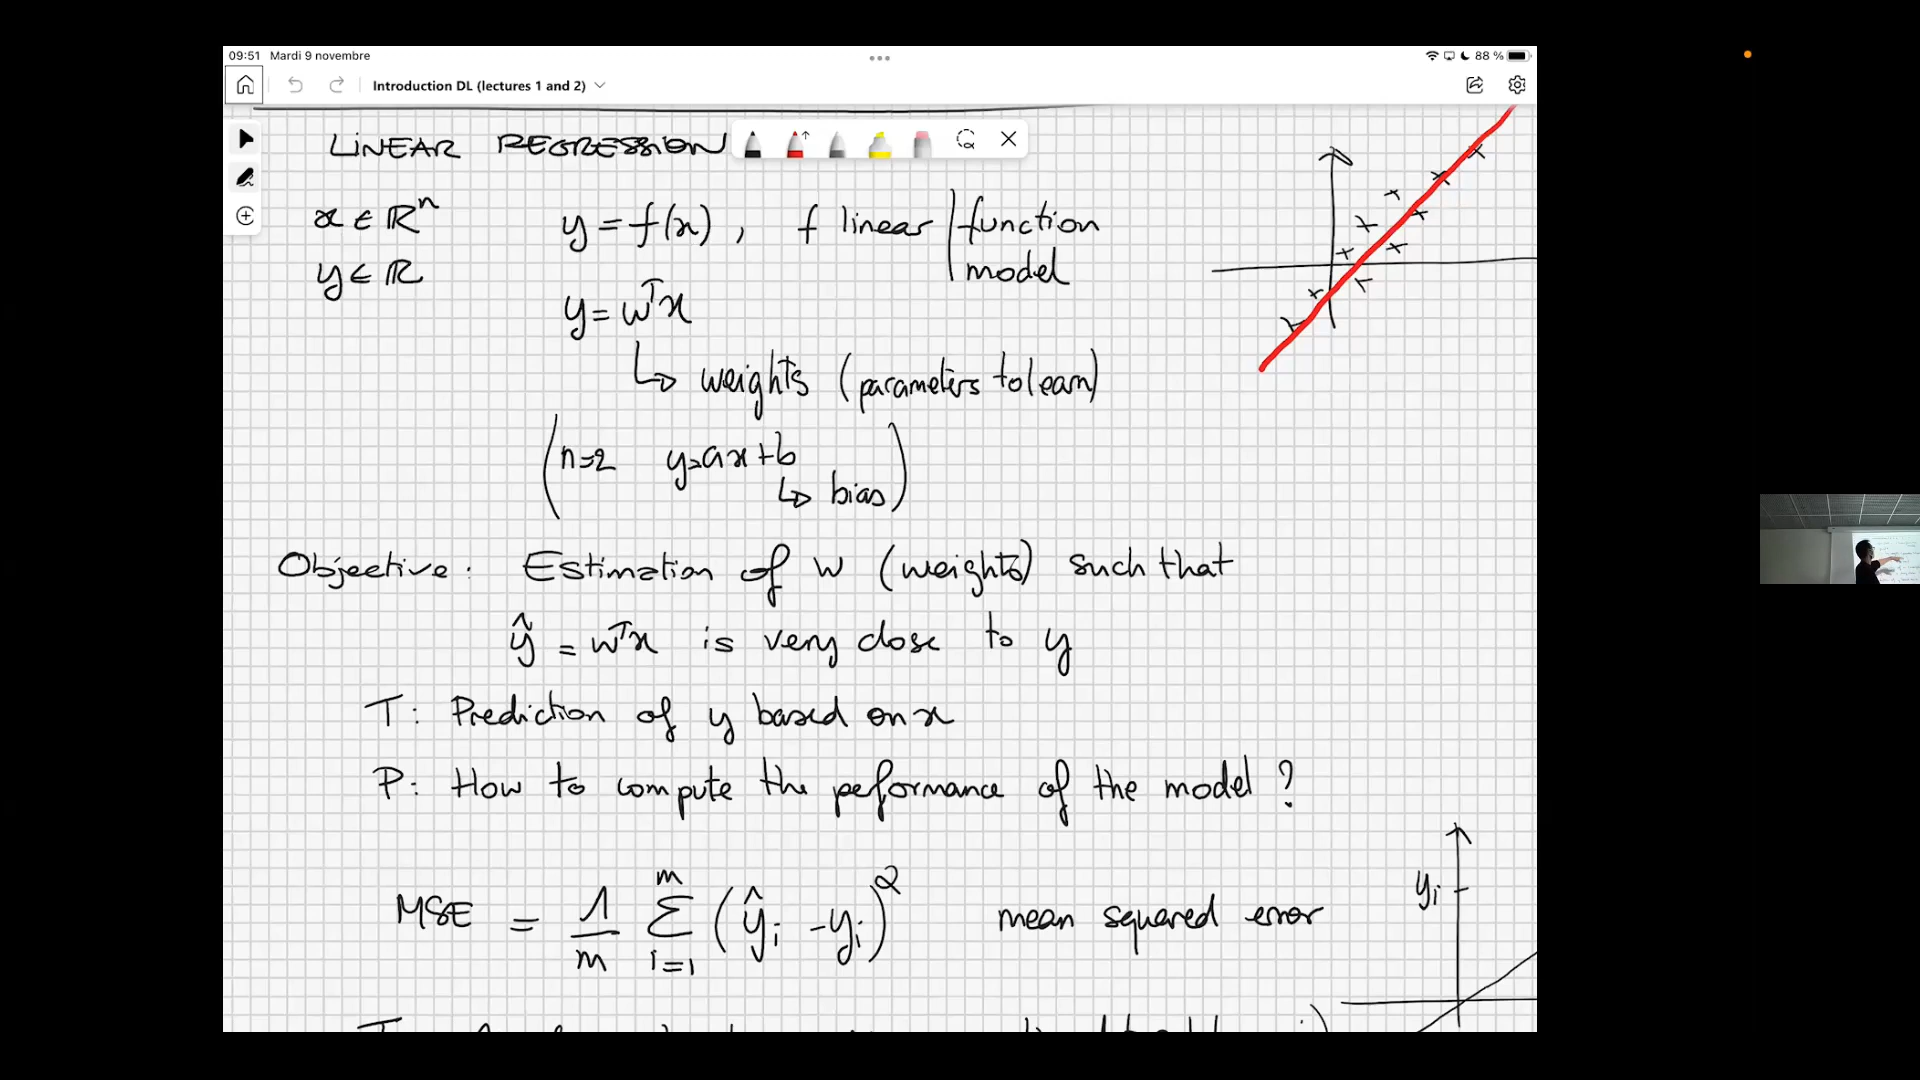 09:51 Mardi 9 novembre 88 %
Introduction DL (lectures 1 and 2)
LINEAR REGRESSION
x ∈ ℝⁿ y = f(x), f linear | function
y ∈ ℝ model
y = wᵀx
↳ weights (parameters to learn)
(n=2 y=ax+b
↳ bias)
Objective: Estimation of w (weights) such that
ŷ = wᵀx is very close to y
T: Prediction of y based on x
P: How to compute the performance of the model?
yᵢ
MSE = 1/m Σᵢ₌₁ᵐ (ŷᵢ - yᵢ)² mean squared error